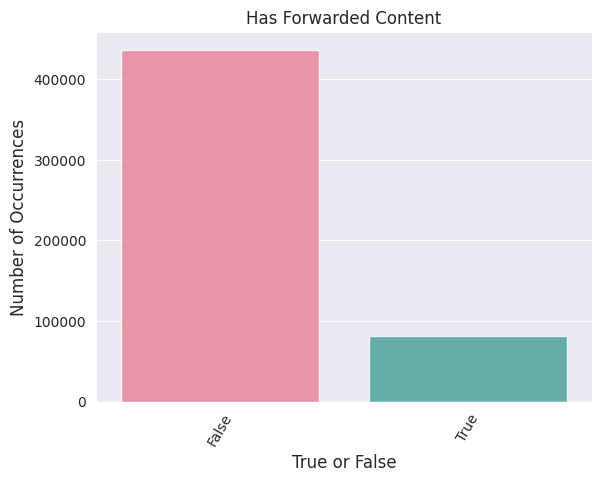 Has Forwarded Content
Number of Occurrences
400000
300000
200000
100000
0
False
True
True or False